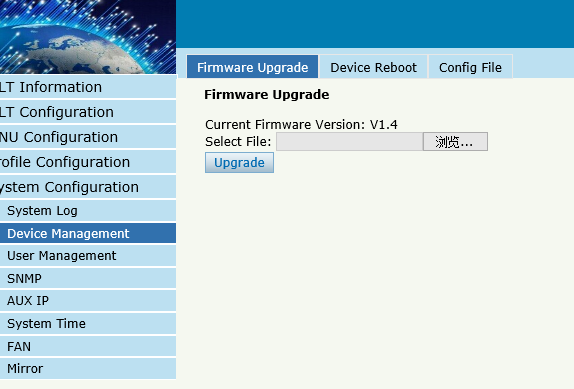 Firmware Upgrade
Device Reboot
Config File
LT Information
LT Configuration
NU Configuration
rofile Configuration
ystem Configuration
System Log
Device Management
User Management
SNMP
AUX IP
System Time
FAN
Mirror
Firmware Upgrade
Current Firmware Version: V1.4
Select File: 浏览...
Upgrade